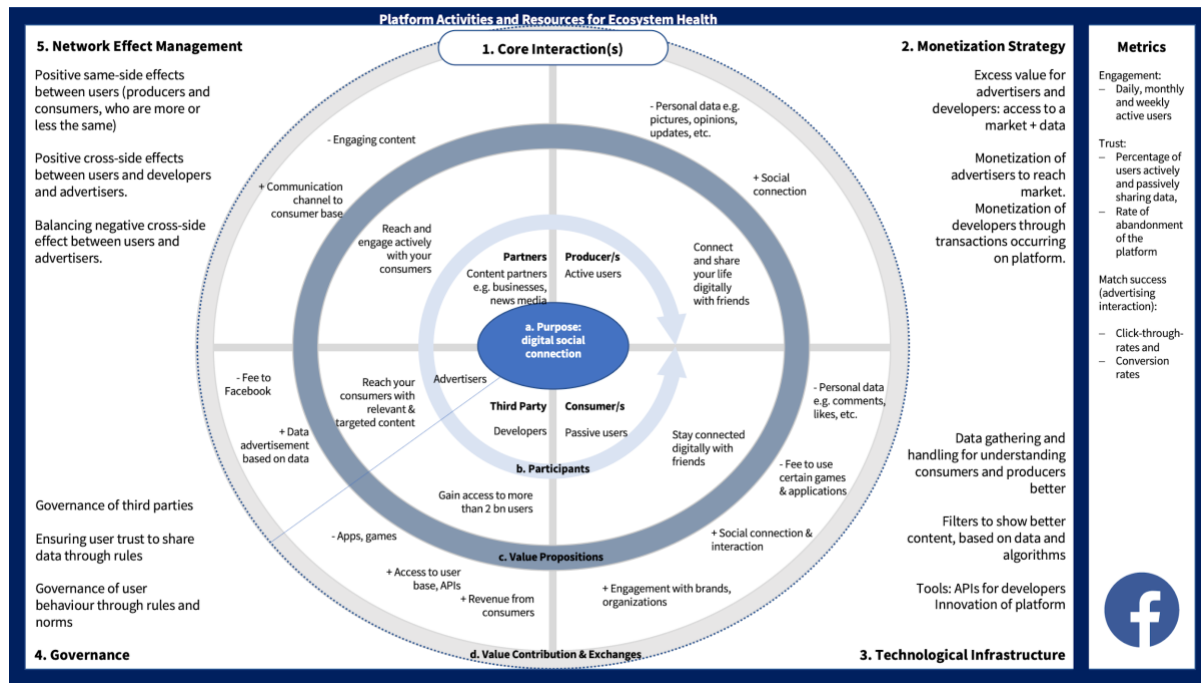 Platform Activities and Resources for Ecosystem Health
5. Network Effect Management
Positive same-side effects
between users (producers and
consumers, who are more or
less the same)
Positive cross-side effects
between users and developers
and advertisers.
Balancing negative cross-side
effect between users and
advertisers.
1. Core Interaction(s)
- Engaging content
+ Communication
channel to
consumer base
Reach and
engage actively
with your
consumers
Partners
Content partners
e.g. businesses,
news media
Producer/s
Active users
Connect
and share
your life
digitally
with friends
- Personal data e.g.
pictures, opinions,
updates, etc.
+ Social
connection
2. Monetization Strategy
Excess value for
advertisers and
developers: access to a
market + data
Monetization of
advertisers to reach
market.
Monetization of
developers through
transactions occurring
on platform.
a. Purpose:
digital social
connection
- Fee to
Facebook
+ Data
advertisement
based on data
Reach your
consumers with
relevant &
targeted content
Advertisers
Third Party
Developers
Consumer/s
Passive users
b. Participants
Stay connected
digitally with
friends
- Personal data
e.g. comments,
likes, etc.
- Fee to use
certain games
& applications
+ Social connection &
interaction
+ Engagement with brands,
organizations
Gain access to more
than 2 bn users
c. Value Propositions
- Apps, games
+ Access to user
base, APIs
+ Revenue from
consumers
d. Value Contribution & Exchanges
Governance of third parties
Ensuring user trust to share
data through rules
Governance of user
behaviour through rules and
norms
4. Governance
Data gathering and
handling for understanding
consumers and producers
better
Filters to show better
content, based on data and
algorithms
Tools: APIs for developers
Innovation of platform
3. Technological Infrastructure
Metrics
Engagement:
– Daily, monthly
and weekly
active users
Trust:
– Percentage of
users actively
and passively
sharing data,
– Rate of
abandonment
of the
platform
Match success
(advertising
interaction):
– Click-through-
rates and
– Conversion
rates
f